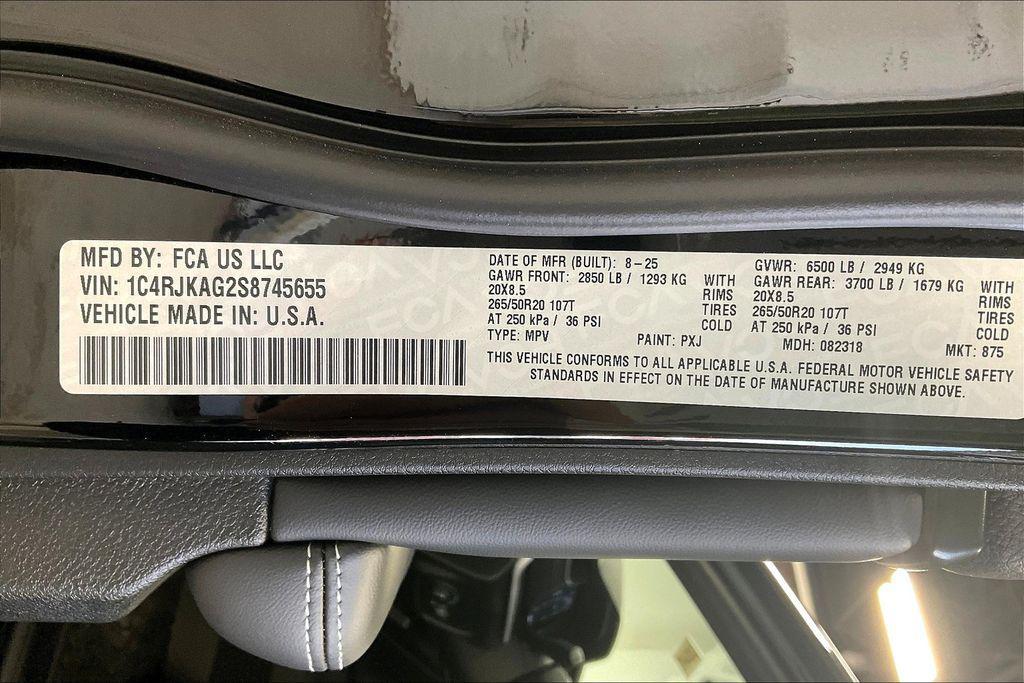 MFD BY: FCA US LLC
VIN: 1C4RJKAG2S8745655
VEHICLE MADE IN: U.S.A.
DATE OF MFR (BUILT): 8-25
GAWR FRONT: 2850 LB / 1293 KG WITH
20X8.5 RIMS
265/50R20 107T TIRES
AT 250 kPa / 36 PSI COLD
TYPE: MPV PAINT: PXJ
GVWR: 6500 LB / 2949 KG
GAWR REAR: 3700 LB / 1679 KG WITH
20X8.5 RIMS
265/50R20 107T TIRES
AT 250 kPa / 36 PSI COLD
MDH: 082318 MKT: 875
THIS VEHICLE CONFORMS TO ALL APPLICABLE U.S.A. FEDERAL MOTOR VEHICLE SAFETY
STANDARDS IN EFFECT ON THE DATE OF MANUFACTURE SHOWN ABOVE.